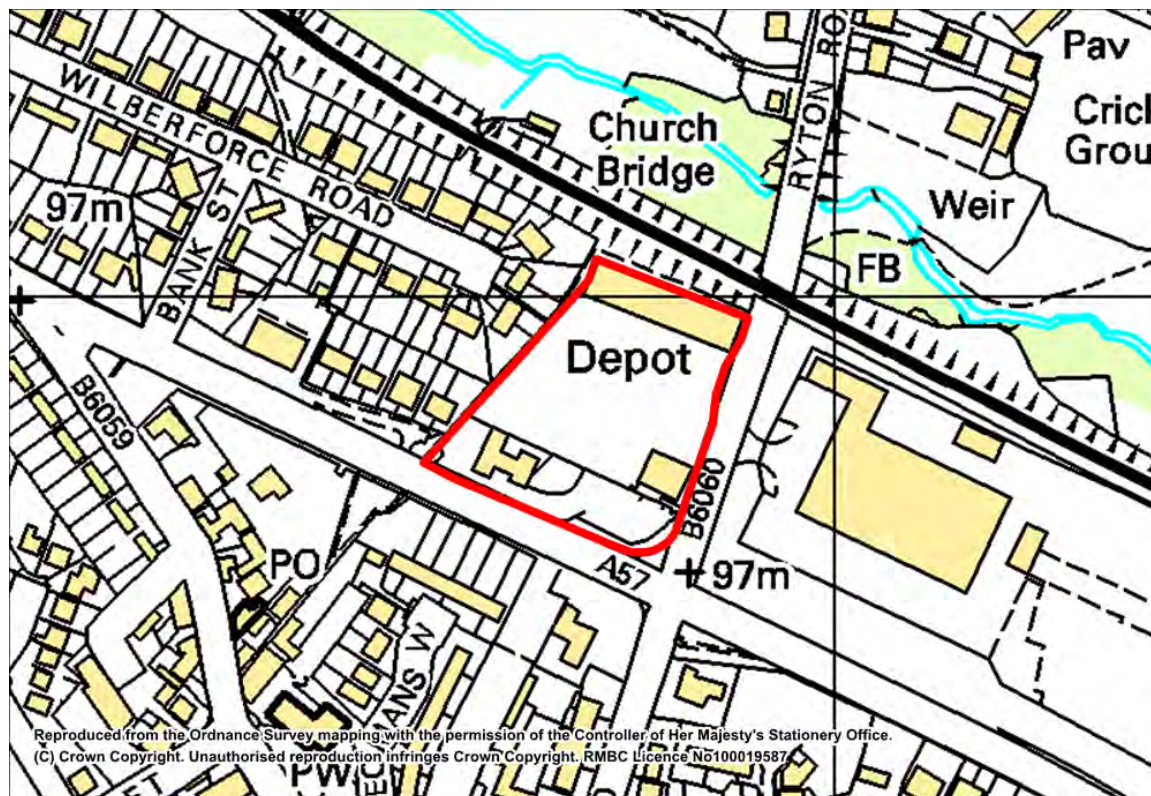 WILBERFORCE ROAD
Church
Bridge
RYTON RO
Pav
Crick
Grou
Weir
FB
97m
BANK ST
Depot
B6059
B6060
PO
A57
97m
PW
Reproduced from the Ordnance Survey mapping with the permission of the Controller of Her Majesty's Stationery Office.
(C) Crown Copyright. Unauthorised reproduction infringes Crown Copyright. RMBC Licence No100019587